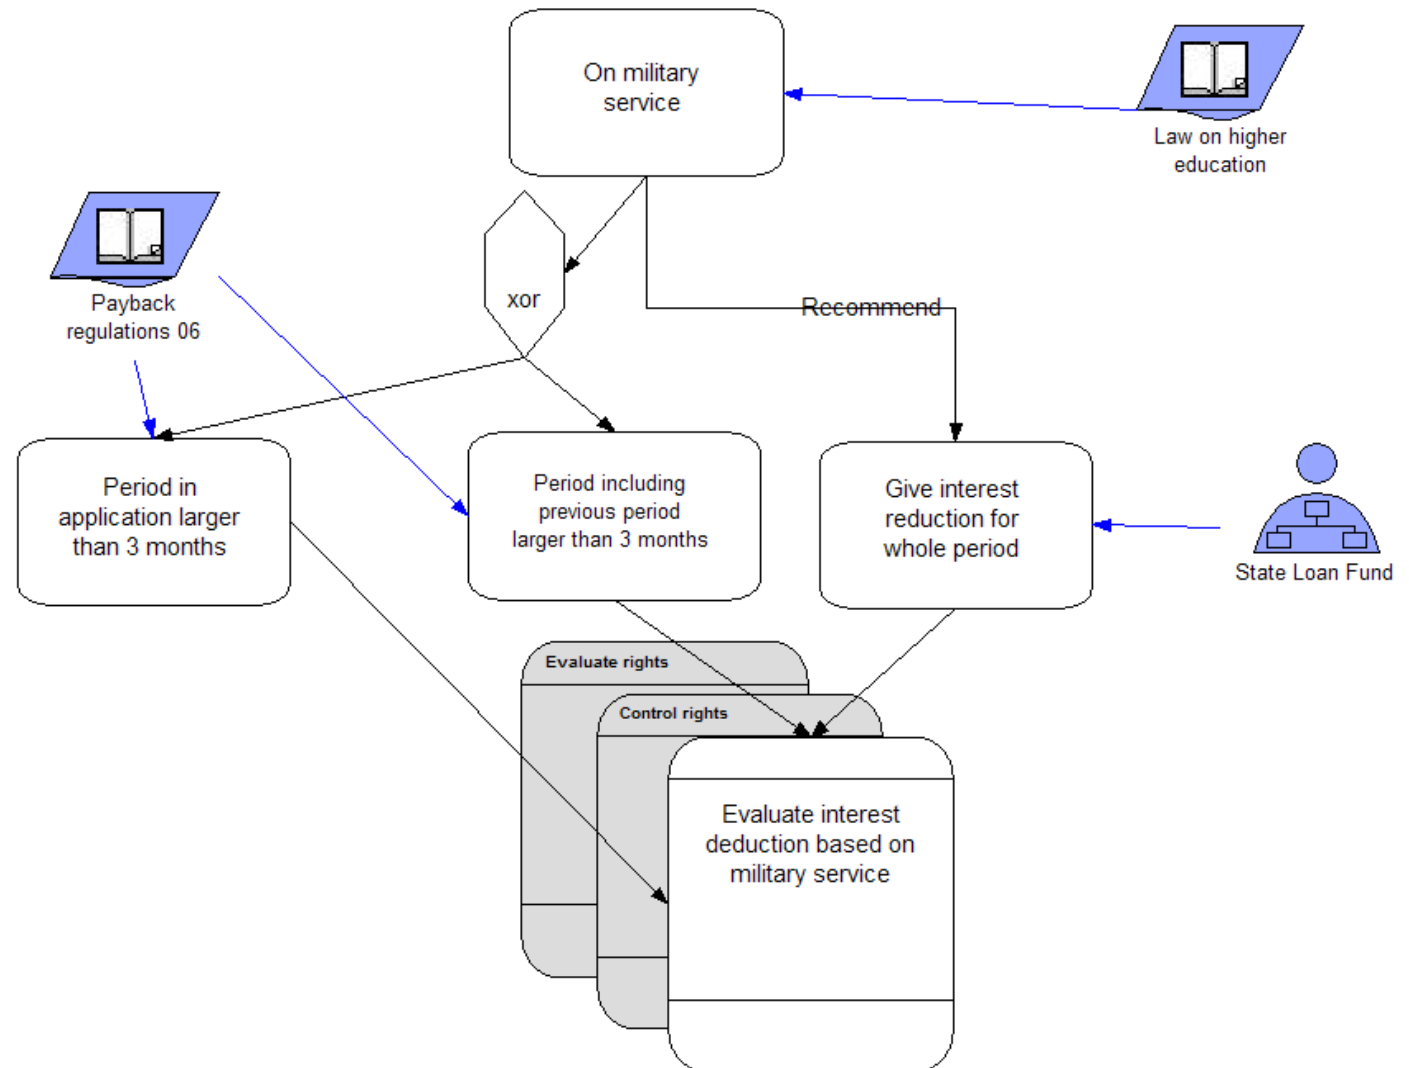 On military
service
Law on higher
education
Payback
regulations 06
xor
Recommend
Period in
application larger
than 3 months
Period including
previous period
larger than 3 months
Give interest
reduction for
whole period
State Loan Fund
Evaluate rights
Control rights
Evaluate interest
deduction based on
military service